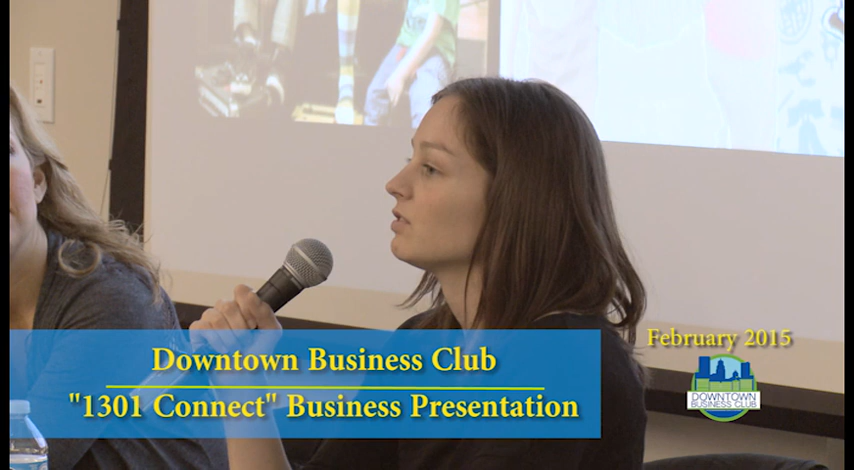 Downtown Business Club
"1301 Connect" Business Presentation
February 2015
DOWNTOWN
BUSINESS CLUB